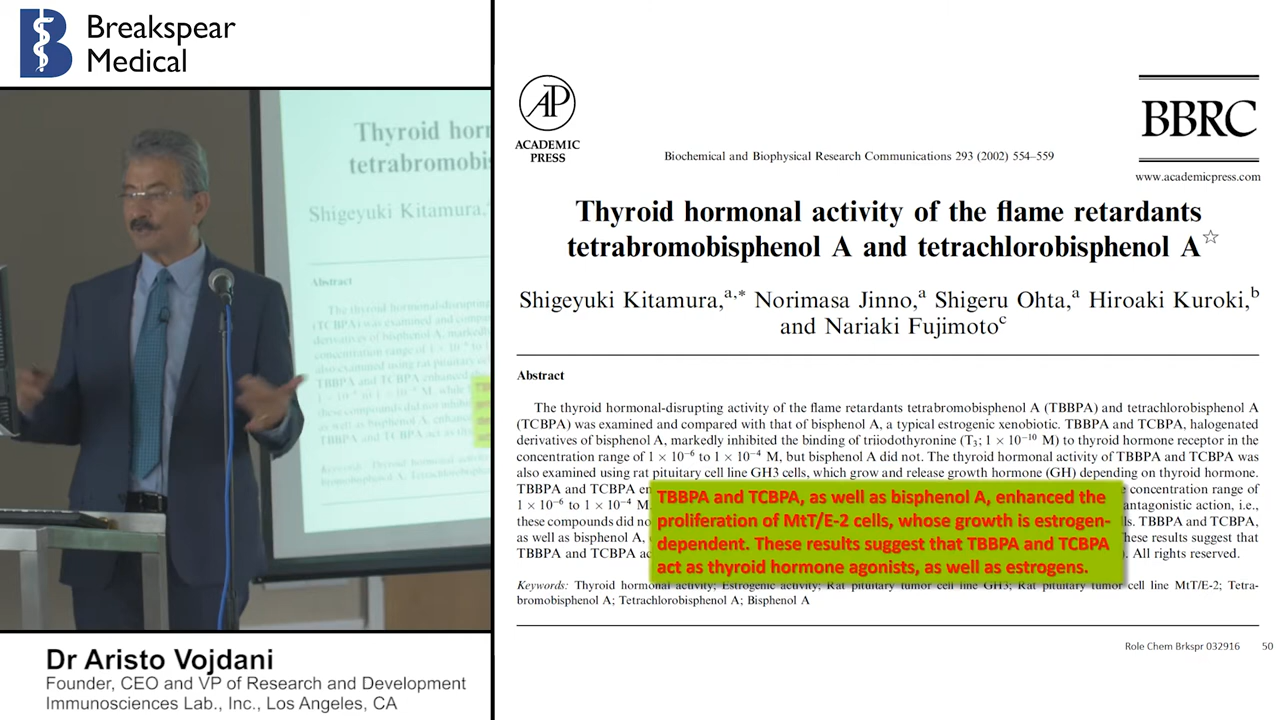 Breakspear
Medical
Thyroid hor
tetrabromobis
Shigeyuki Kitamura,
Abstract
Dr Aristo Vojdani
Founder, CEO and VP of Research and Development
Immunosciences Lab., Inc., Los Angeles, CA
AP
ACADEMIC
PRESS
BBRC
Biochemical and Biophysical Research Communications 293 (2002) 554–559
www.academicpress.com
Thyroid hormonal activity of the flame retardants
tetrabromobisphenol A and tetrachlorobisphenol A☆
Shigeyuki Kitamura,a,* Norimasa Jinno,a Shigeru Ohta,a Hiroaki Kuroki,b
and Nariaki Fujimotoc
Abstract
The thyroid hormonal-disrupting activity of the flame retardants tetrabromobisphenol A (TBBPA) and tetrachlorobisphenol A
(TCBPA) was examined and compared with that of bisphenol A, a typical estrogenic xenobiotic. TBBPA and TCBPA, halogenated
derivatives of bisphenol A, markedly inhibited the binding of triiodothyronine (T3; 1 × 10−10 M) to thyroid hormone receptor in the
concentration range of 1 × 10−6 to 1 × 10−4 M, but bisphenol A did not. The thyroid hormonal activity of TBBPA and TCBPA was
also examined using rat pituitary cell line GH3 cells, which grow and release growth hormone (GH) depending on thyroid hormone.
TBBPA and TCBPA en
concentration range of
1 × 10−6 to 1 × 10−4 M
antagonistic action, i.e.,
these compounds did no
ls. TBBPA and TCBPA,
as well as bisphenol A,
hese results suggest that
TBBPA and TCBPA ac
). All rights reserved.
TBBPA and TCBPA, as well as bisphenol A, enhanced the
proliferation of MtT/E-2 cells, whose growth is estrogen-
dependent. These results suggest that TBBPA and TCBPA
act as thyroid hormone agonists, as well as estrogens.
Keywords: Thyroid hormonal activity; Estrogenic activity; Rat pituitary tumor cell line GH3; Rat pituitary tumor cell line MtT/E-2; Tetra-
bromobisphenol A; Tetrachlorobisphenol A; Bisphenol A
Role Chem Brkspr 032916 50